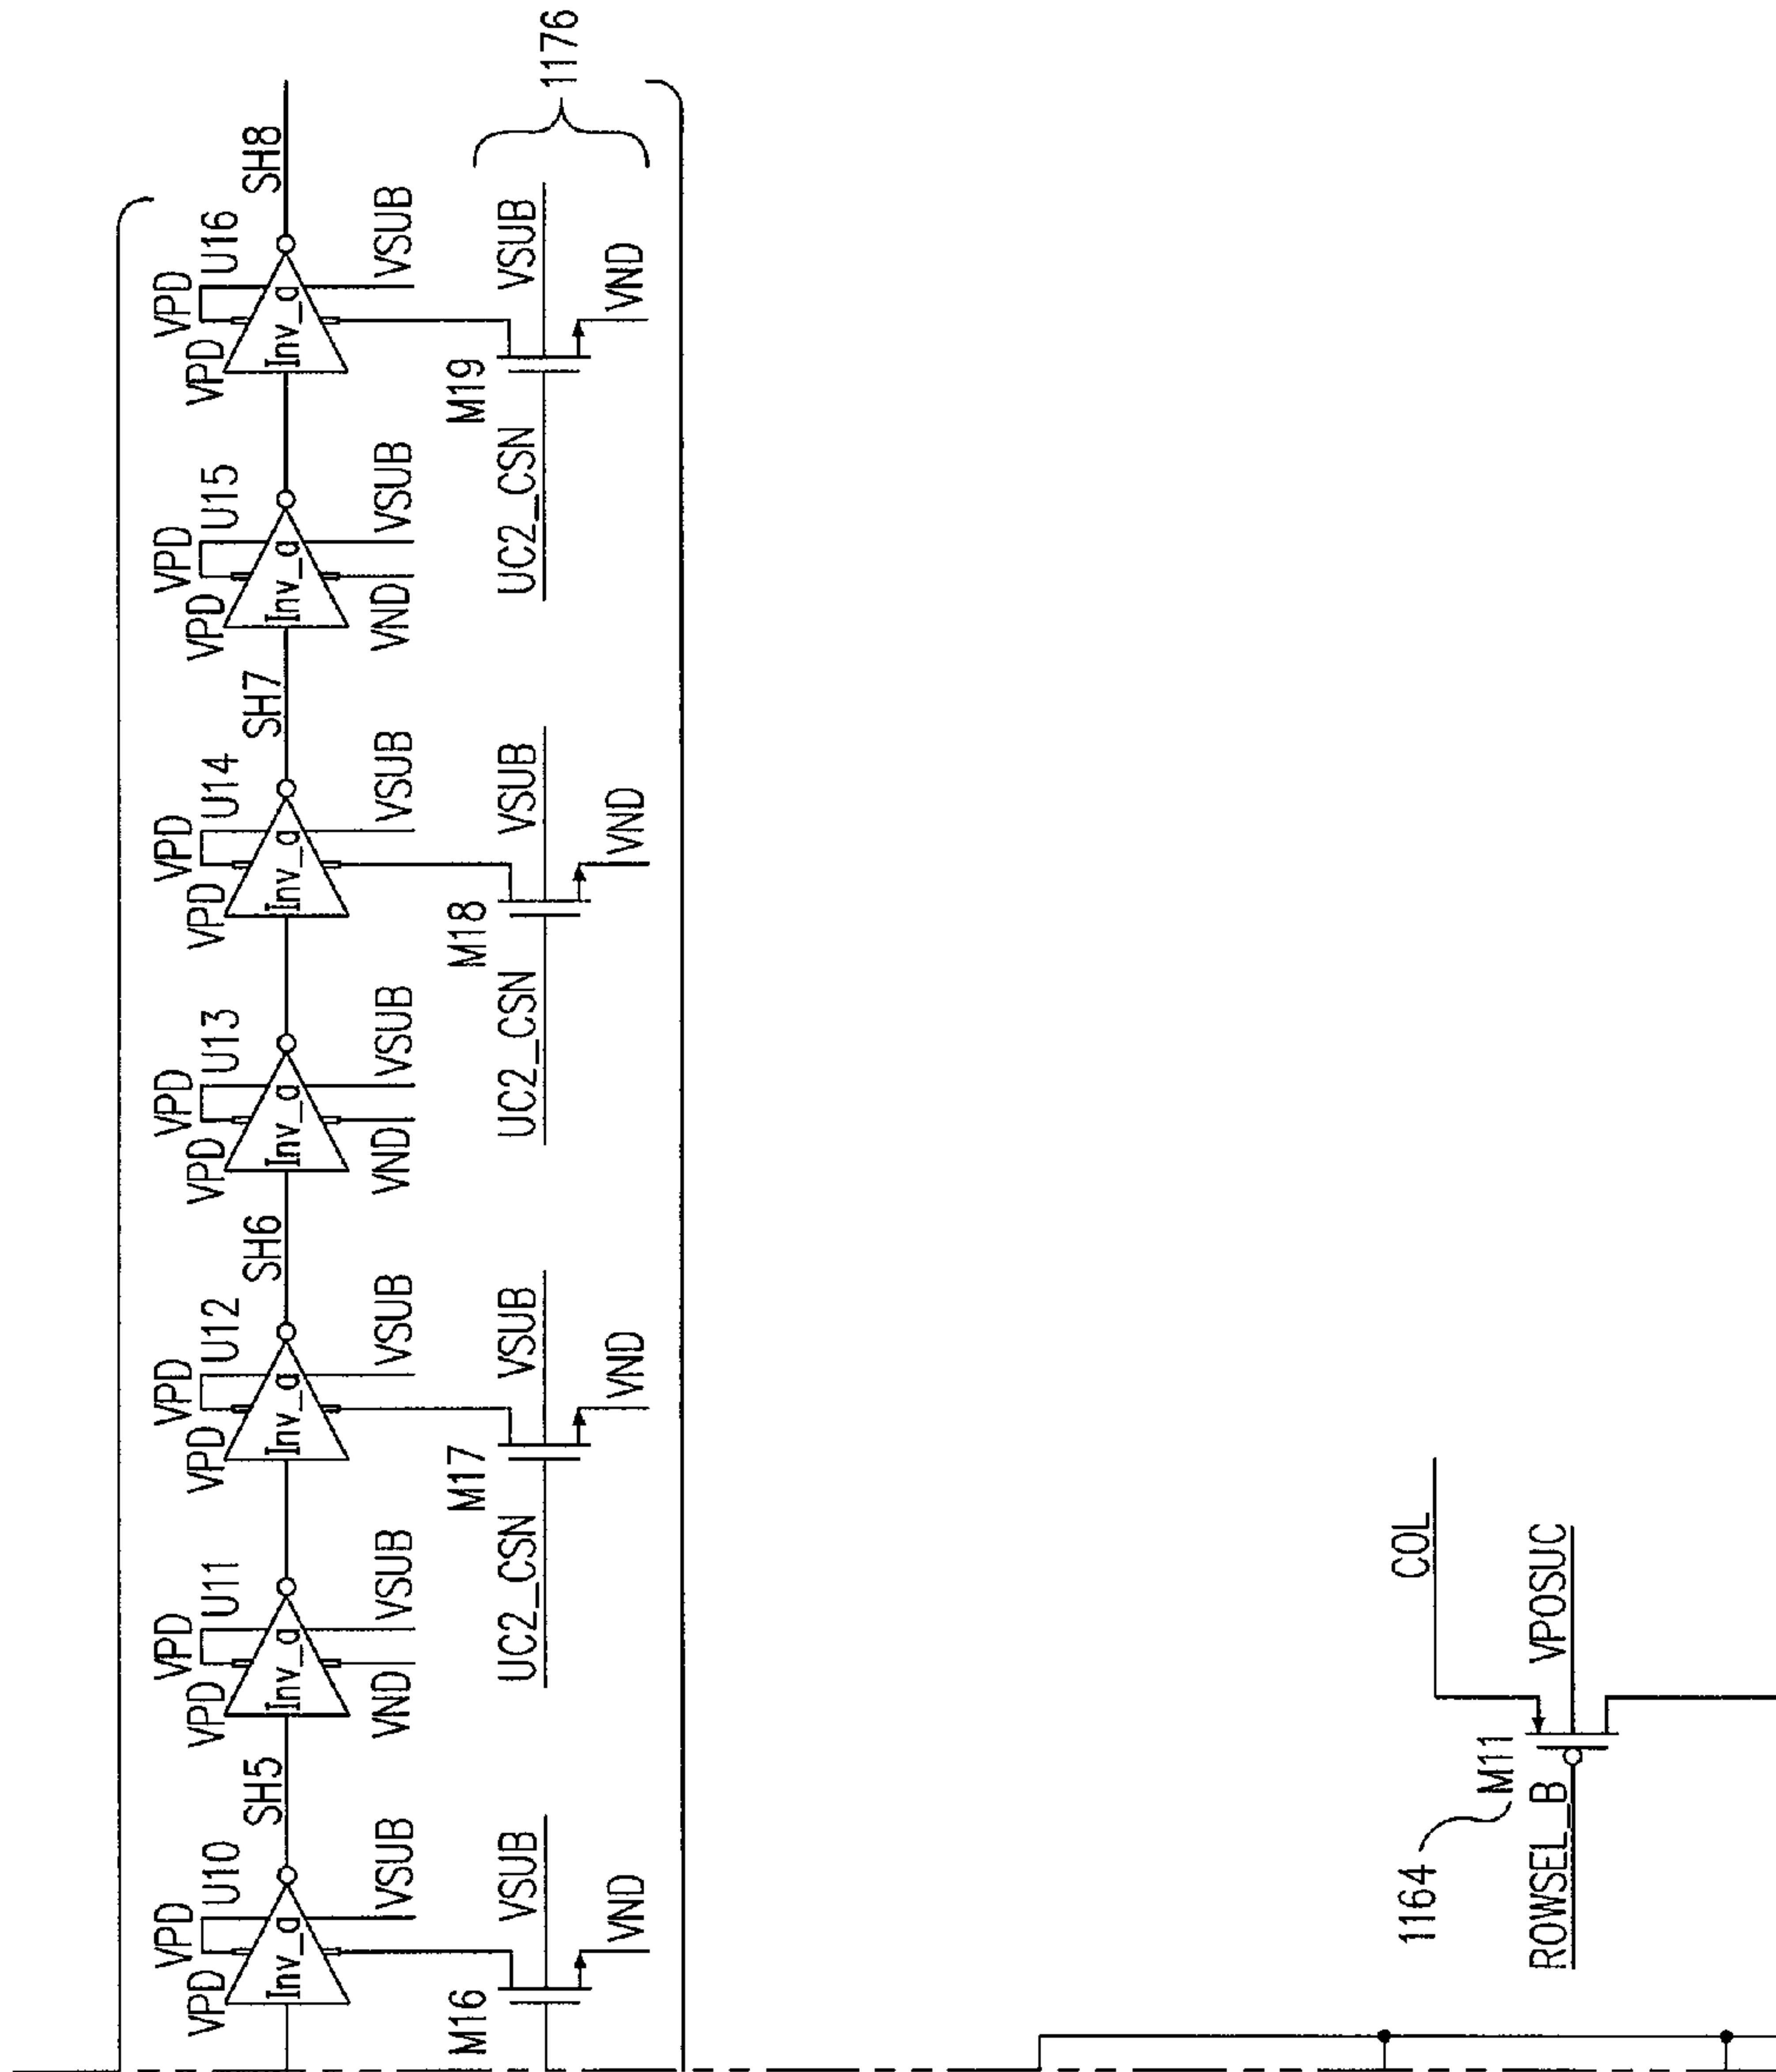 VPD VPD VPD VPD VPD VPD VPD
VPD U10 VPD U11 VPD U12 VPD U13 VPD U14 VPD U15 VPD U16
SH5 SH6 SH7 SH8
Inv_a Inv_a Inv_a Inv_a Inv_a Inv_a Inv_a
VSUB VND VSUB VSUB VND VSUB VSUB VND VSUB VSUB
M16 M17 M18 M19
VSUB UC2_CSN VSUB UC2_CSN VSUB UC2_CSN VSUB
1176
VND VND VND VND
COL
1164
M11
ROWSEL_B VPOSUC